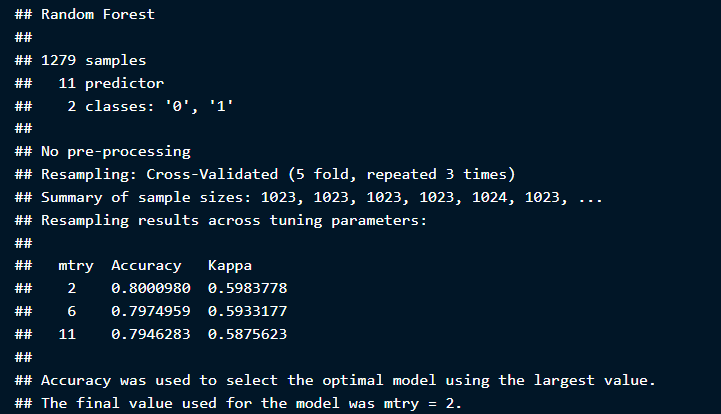 ## Random Forest
##
## 1279 samples
##   11 predictor
##    2 classes: '0', '1'
##
## No pre-processing
## Resampling: Cross-Validated (5 fold, repeated 3 times)
## Summary of sample sizes: 1023, 1023, 1023, 1023, 1024, 1023, ...
## Resampling results across tuning parameters:
##
##   mtry  Accuracy   Kappa
##    2    0.8000980  0.5983778
##    6    0.7974959  0.5933177
##   11    0.7946283  0.5875623
##
## Accuracy was used to select the optimal model using the largest value.
## The final value used for the model was mtry = 2.